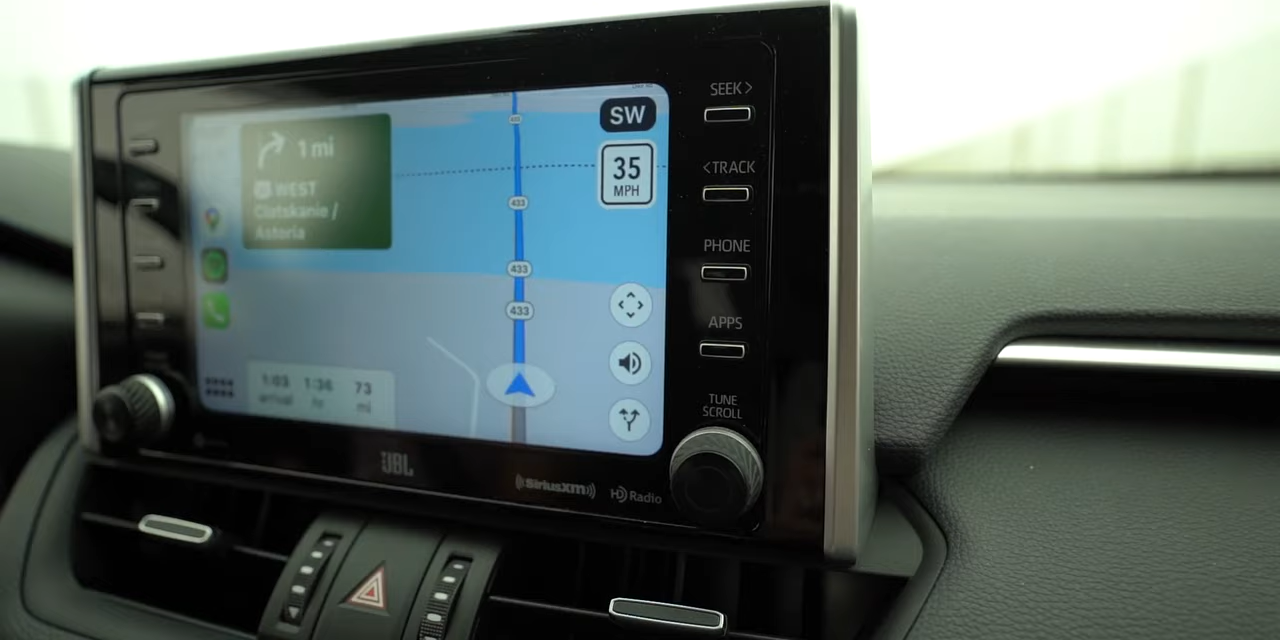 SW
1 mi
35
MPH
WEST
Clatskanie /
Astoria
433
433
433
433
1:03 1:36 73
arrival hr mi
SEEK >
< TRACK
PHONE
APPS
TUNE
SCROLL
JBL
SiriusXM
HD Radio